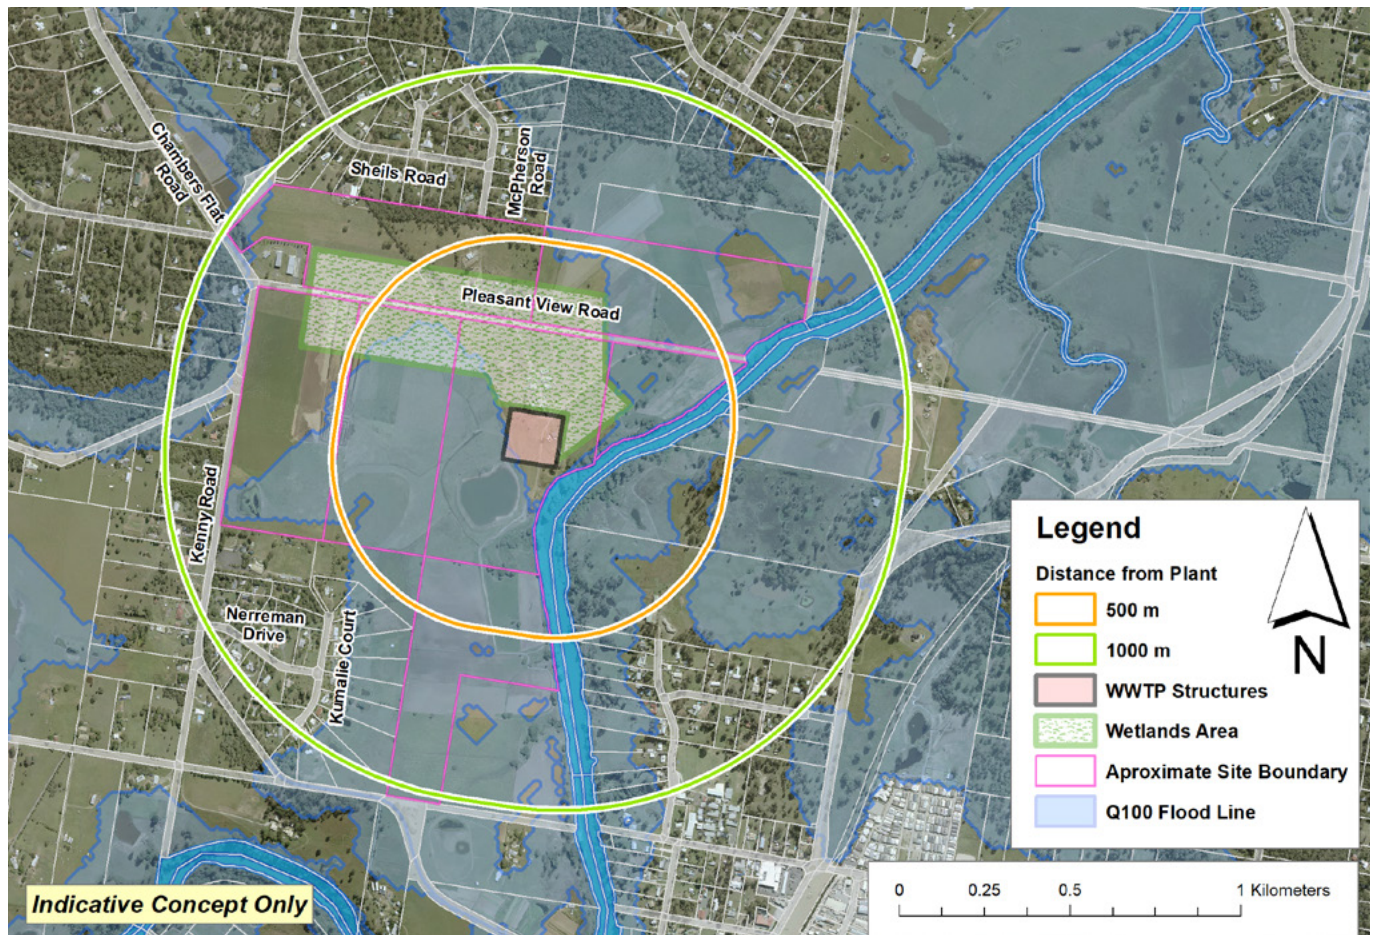 Chambers Flat
Road
Sheils Road
McPherson
Road
Pleasant View Road
Kenny Road
Nerreman
Drive
Kumalie Court
Legend
Distance from Plant
500 m
1000 m
WWTP Structures
Wetlands Area
Aproximate Site Boundary
Q100 Flood Line
N
0 0.25 0.5 1 Kilometers
Indicative Concept Only